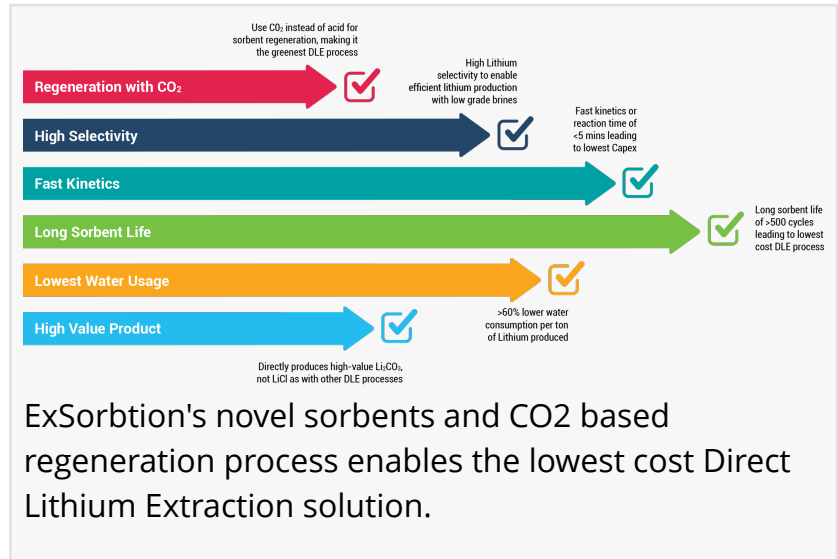 Use CO₂ instead of acid for
sorbent regeneration, making it
the greenest DLE process
Regeneration with CO₂
High Lithium
selectivity to enable
efficient lithium production
with low grade brines
High Selectivity
Fast kinetics or
reaction time of
<5 mins leading
to lowest Capex
Fast Kinetics
Long Sorbent Life
Long sorbent life
of >500 cycles
leading to lowest
cost DLE process
Lowest Water Usage
>60% lower water
consumption per ton
of Lithium produced
High Value Product
Directly produces high-value Li₂CO₃,
not LiCl as with other DLE processes
ExSorbtion's novel sorbents and CO2 based
regeneration process enables the lowest cost Direct
Lithium Extraction solution.